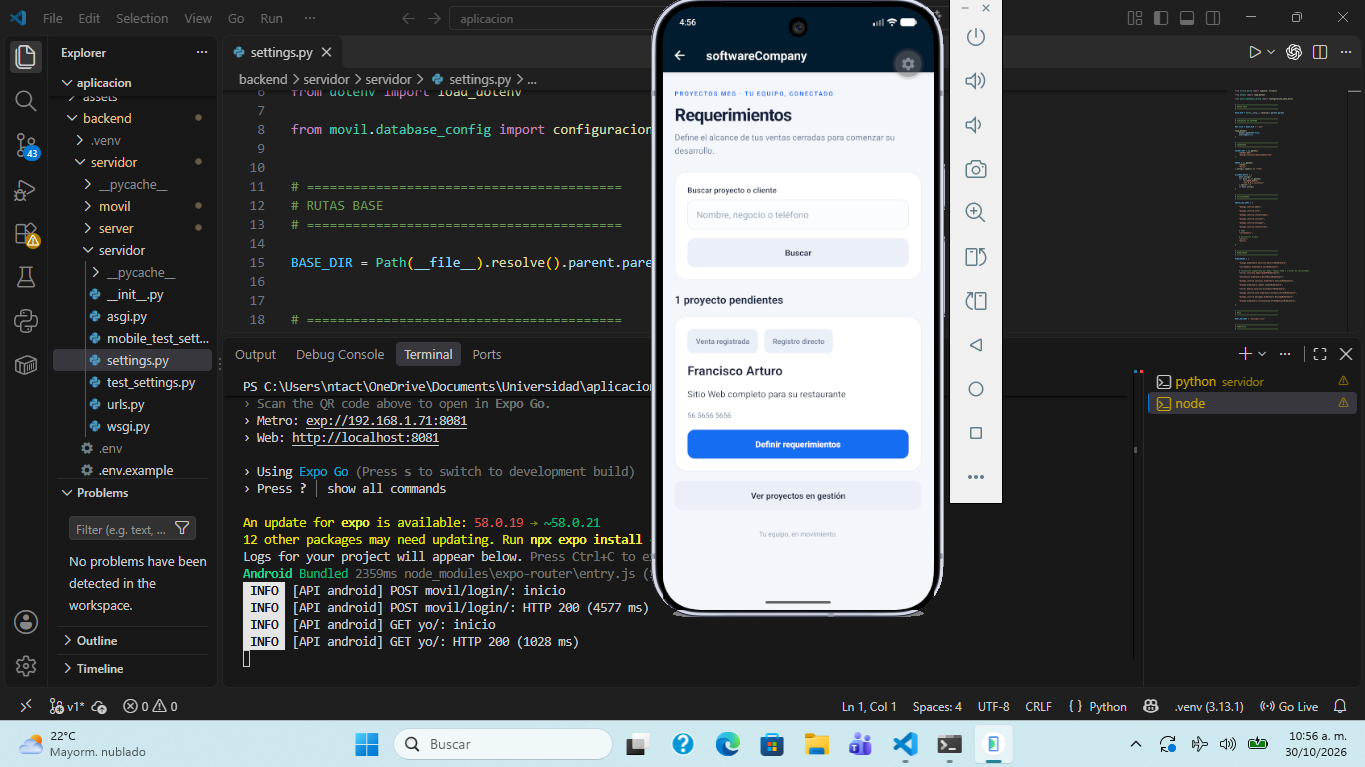 File Edit Selection View Go Run ···
aplicacion
Explorer
aplicacion
assets
backend
.venv
servidor
__pycache__
movil
server
servidor
__pycache__
__init__.py
asgi.py
mobile_test_sett...
settings.py
test_settings.py
urls.py
wsgi.py
.env
.env.example
Problems
Filter (e.g. text, ...
No problems have been
detected in the
workspace.
Outline
Timeline
43
settings.py
backend > servidor > servidor > settings.py > ...
6 from dotenv import load_dotenv
7
8 from movil.database_config import configuracion
9
10
11 # ========================================
12 # RUTAS BASE
13 # ========================================
14
15 BASE_DIR = Path(__file__).resolve().parent.pare
16
17
18 # ========================================
Output Debug Console Terminal Ports
PS C:\Users\ntact\OneDrive\Documents\Universidad\aplicacion
› Scan the QR code above to open in Expo Go.
› Metro: exp://192.168.1.71:8081
› Web: http://localhost:8081
› Using Expo Go (Press s to switch to development build)
› Press ? │ show all commands
An update for expo is available: 58.0.19 → ~58.0.21
12 other packages may need updating. Run npx expo install
Logs for your project will appear below. Press Ctrl+C to e
Android Bundled 2359ms node_modules\expo-router\entry.js (
INFO [API android] POST movil/login/: inicio
INFO [API android] POST movil/login/: HTTP 200 (4577 ms)
INFO [API android] GET yo/: inicio
INFO [API android] GET yo/: HTTP 200 (1028 ms)
python servidor
node
4:56
softwareCompany
PROYECTOS MEG · TU EQUIPO, CONECTADO
Requerimientos
Define el alcance de tus ventas cerradas para comenzar su
desarrollo.
Buscar proyecto o cliente
Nombre, negocio o teléfono
Buscar
1 proyecto pendientes
Venta registrada
Registro directo
Francisco Arturo
Sitio Web completo para su restaurante
56 5656 5656
Definir requerimientos
Ver proyectos en gestión
Tu equipo, en movimiento.
v1* 0 0
Ln 1, Col 1 Spaces: 4 UTF-8 CRLF { } Python .venv (3.13.1) Go Live
22°C
Mayorm. nublado
Buscar
10:56 a. m.
30/10/2026